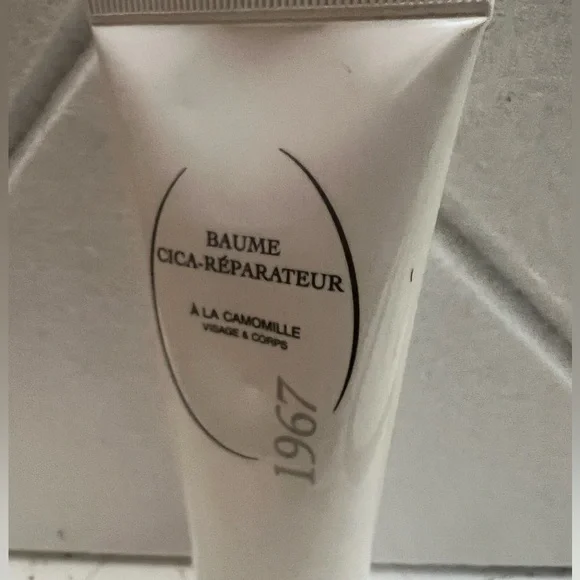 BAUME
CICA-RÉPARATEUR
À LA CAMOMILLE
VISAGE & CORPS
1967